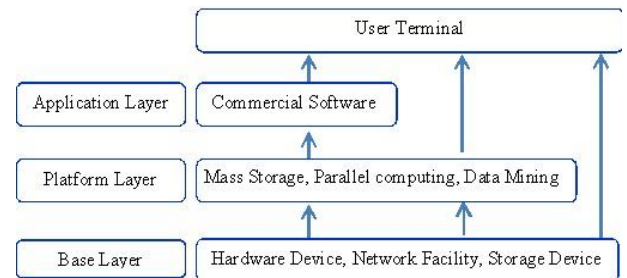 User Terminal
Application Layer
Commercial Software
Platform Layer
Mass Storage, Parallel computing, Data Mining
Base Layer
Hardware Device, Network Facility, Storage Device